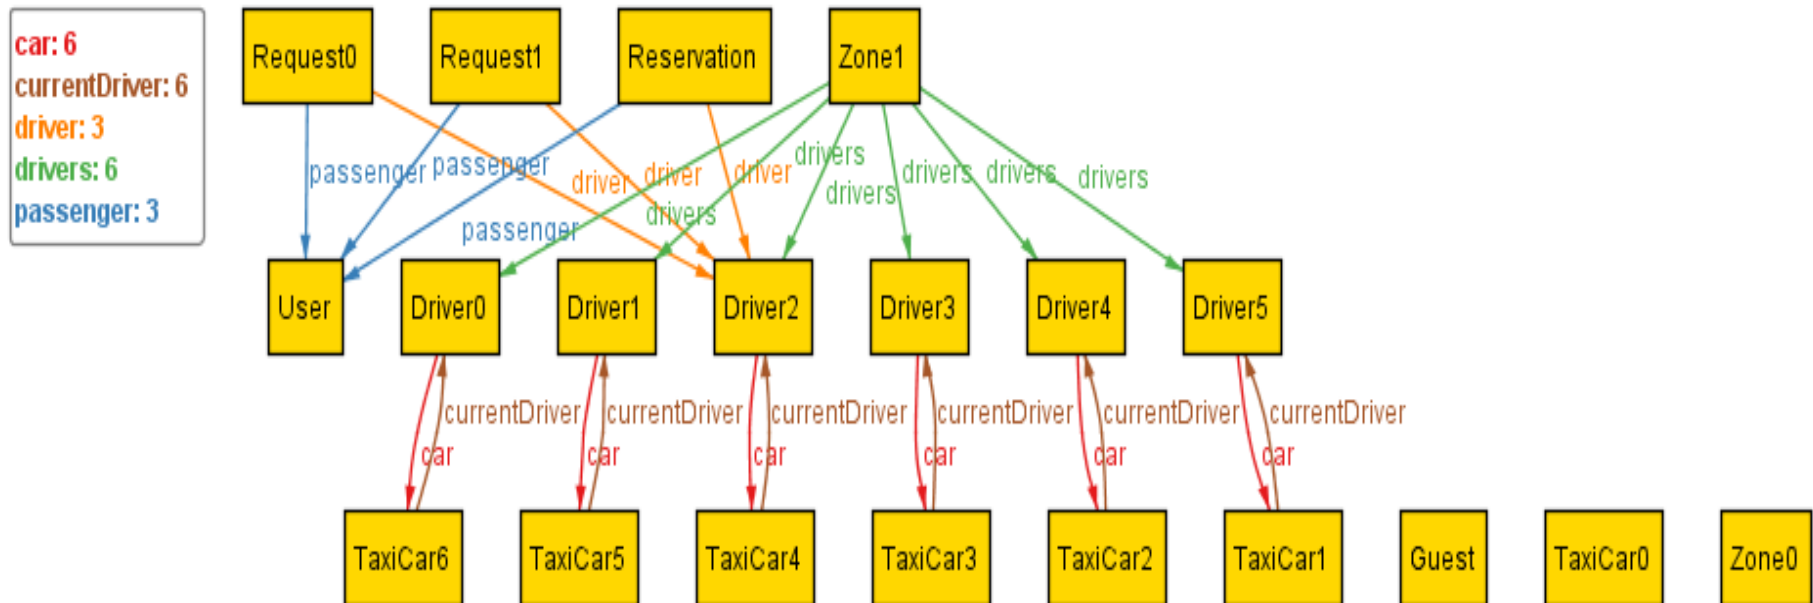 car: 6
currentDriver: 6
driver: 3
drivers: 6
passenger: 3
Request0 Request1 Reservation Zone1
passenger passenger driver driver driver drivers drivers drivers drivers
drivers drivers
passenger
User Driver0 Driver1 Driver2 Driver3 Driver4 Driver5
currentDriver currentDriver currentDriver currentDriver currentDriver currentDriver
car car car car car car
TaxiCar6 TaxiCar5 TaxiCar4 TaxiCar3 TaxiCar2 TaxiCar1 Guest TaxiCar0 Zone0